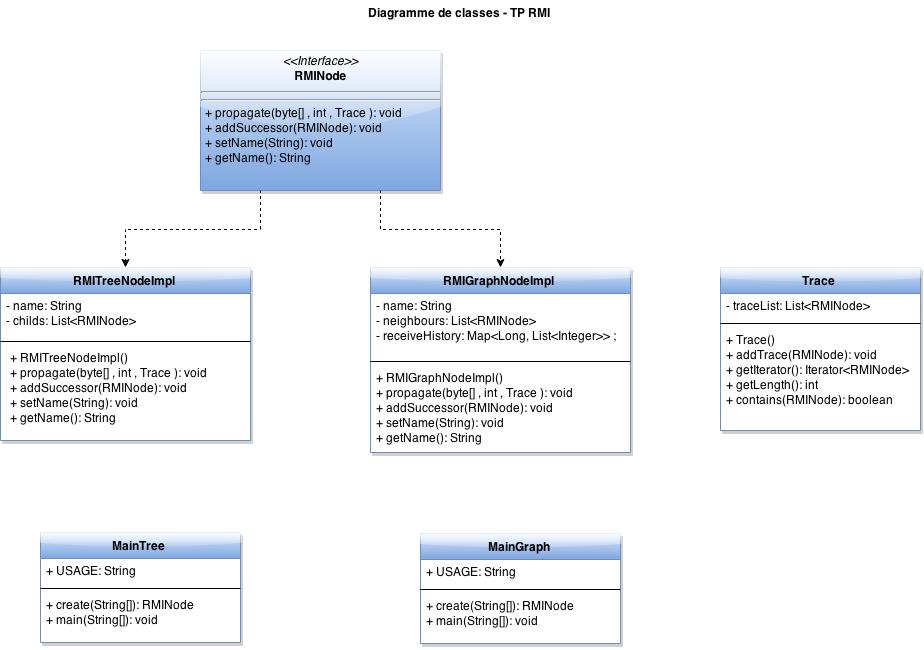 Diagramme de classes - TP RMI
<<Interface>>
RMINode
+ propagate(byte[] , int , Trace ): void
+ addSuccessor(RMINode): void
+ setName(String): void
+ getName(): String
RMITreeNodeImpl
- name: String
- childs: List<RMINode>
+ RMITreeNodeImpl()
+ propagate(byte[] , int , Trace ): void
+ addSuccessor(RMINode): void
+ setName(String): void
+ getName(): String
RMIGraphNodeImpl
- name: String
- neighbours: List<RMINode>
- receiveHistory: Map<Long, List<Integer>> ;
+ RMIGraphNodeImpl()
+ propagate(byte[] , int , Trace ): void
+ addSuccessor(RMINode): void
+ setName(String): void
+ getName(): String
Trace
- traceList: List<RMINode>
+ Trace()
+ addTrace(RMINode): void
+ getIterator(): Iterator<RMINode>
+ getLength(): int
+ contains(RMINode): boolean
MainTree
+ USAGE: String
+ create(String[]): RMINode
+ main(String[]): void
MainGraph
+ USAGE: String
+ create(String[]): RMINode
+ main(String[]): void